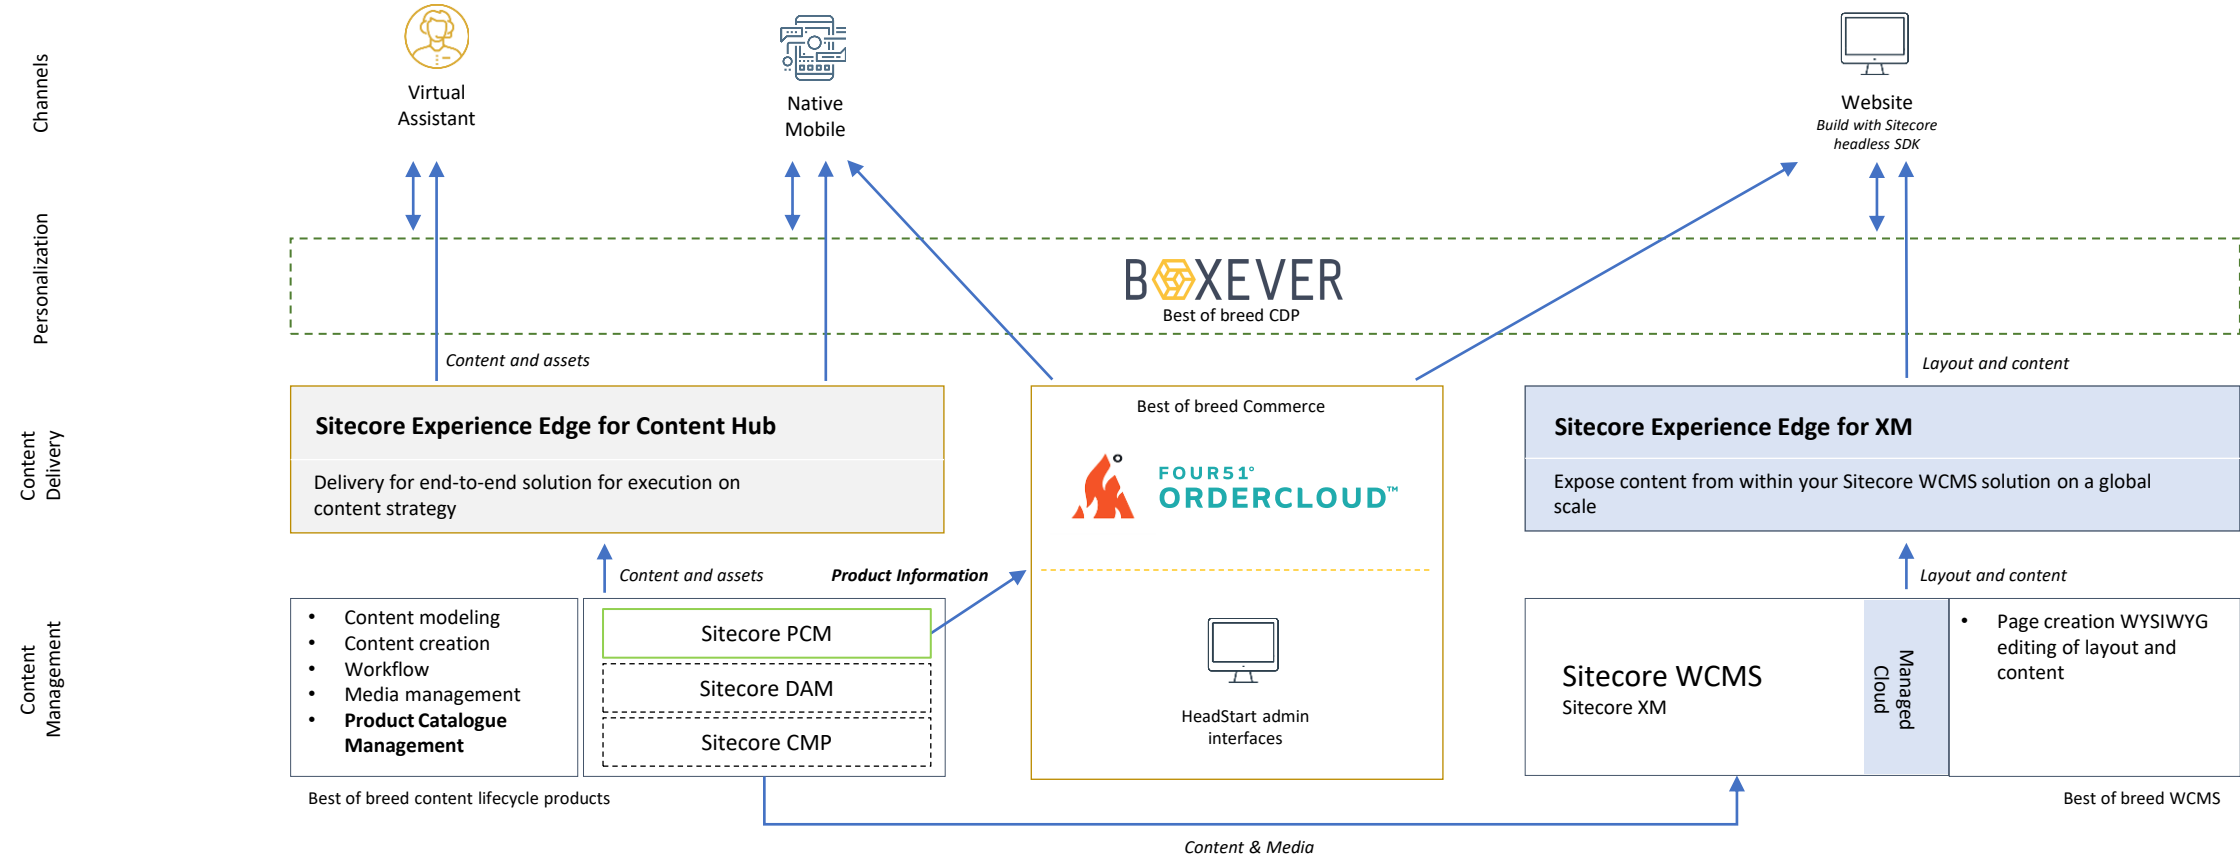 Channels
Virtual
Assistant
Native
Mobile
Website
Build with Sitecore
headless SDK
Personalization
BOXEVER
Best of breed CDP
Content and assets
Layout and content
Content
Delivery
Sitecore Experience Edge for Content Hub
Delivery for end-to-end solution for execution on
content strategy
Best of breed Commerce
FOUR51°
ORDERCLOUD™
Sitecore Experience Edge for XM
Expose content from within your Sitecore WCMS solution on a global
scale
Content and assets
Product Information
Layout and content
Content
Management
• Content modeling
• Content creation
• Workflow
• Media management
• Product Catalogue
Management
Sitecore PCM
Sitecore DAM
Sitecore CMP
HeadStart admin
interfaces
Sitecore WCMS
Sitecore XM
Managed
Cloud
• Page creation WYSIWYG
editing of layout and
content
Best of breed content lifecycle products
Best of breed WCMS
Content & Media